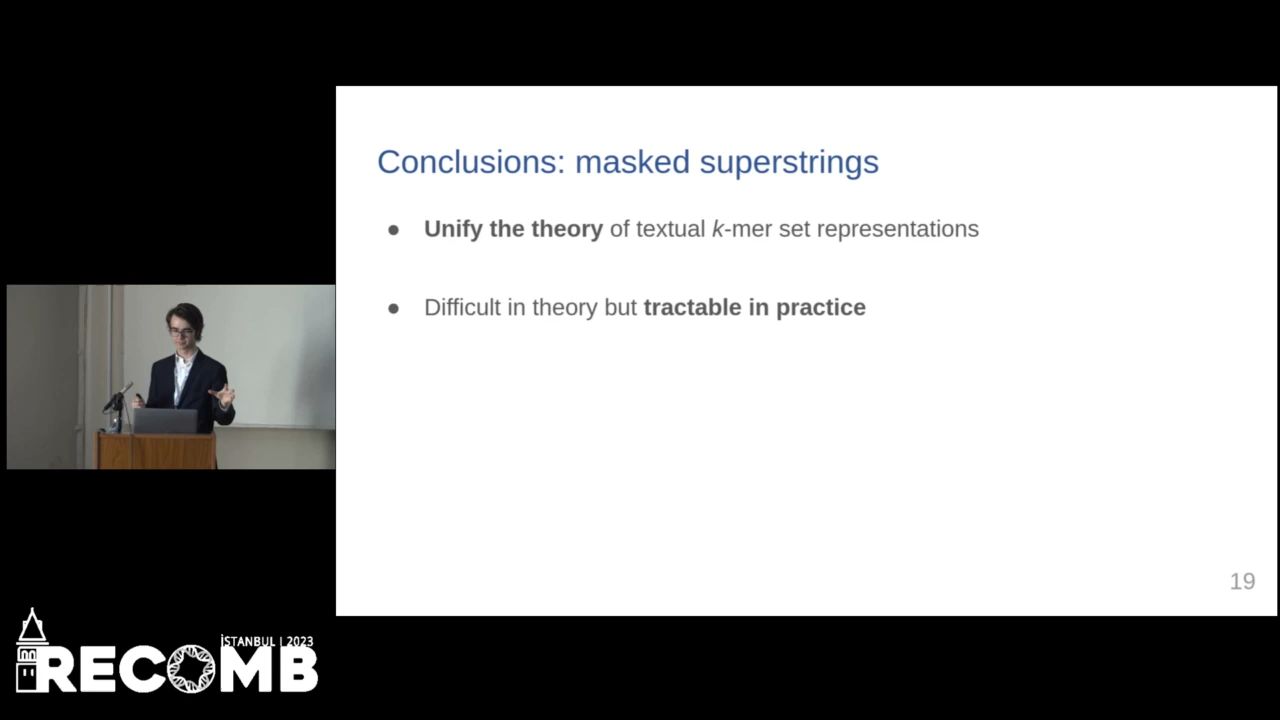 Conclusions: masked superstrings
● Unify the theory of textual k-mer set representations
● Difficult in theory but tractable in practice
19
İSTANBUL | 2023
RECOMB